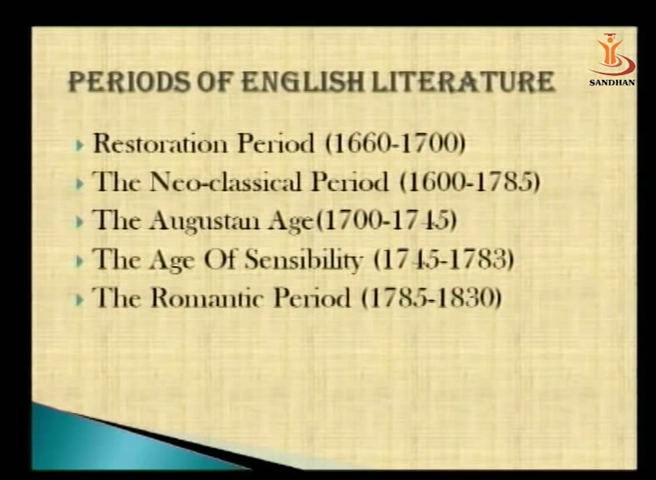 SANDHAN
PERIODS OF ENGLISH LITERATURE
Restoration Period (1660-1700)
The Neo-classical Period (1600-1785)
The Augustan Age(1700-1745)
The Age Of Sensibility (1745-1783)
The Romantic Period (1785-1830)